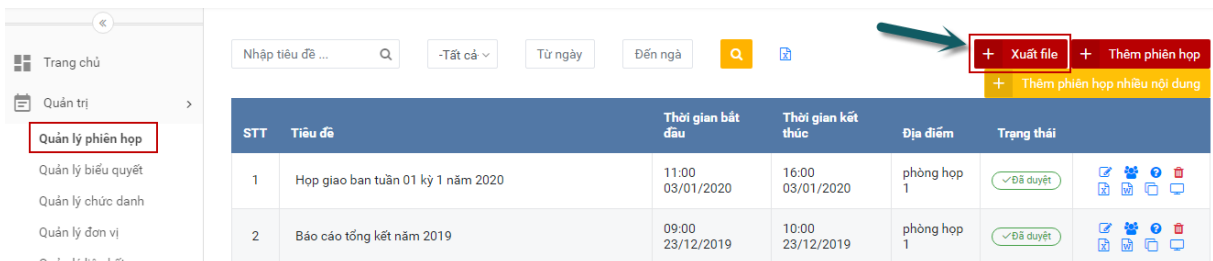 Trang chủ
Quản trị
Quản lý phiên họp
Quản lý biểu quyết
Quản lý chức danh
Quản lý đơn vị
Nhập tiêu đề ...
-Tất cả-
Từ ngày
Đến ngà
+ Xuất file
+ Thêm phiên họp
+ Thêm phiên họp nhiều nội dung
STT Tiêu đề Thời gian bắt đầu Thời gian kết thúc Địa điểm Trạng thái
1 Họp giao ban tuần 01 kỳ 1 năm 2020 11:00 03/01/2020 16:00 03/01/2020 phòng họp 1 Đã duyệt
2 Báo cáo tổng kết năm 2019 09:00 23/12/2019 10:00 23/12/2019 phòng họp 1 Đã duyệt